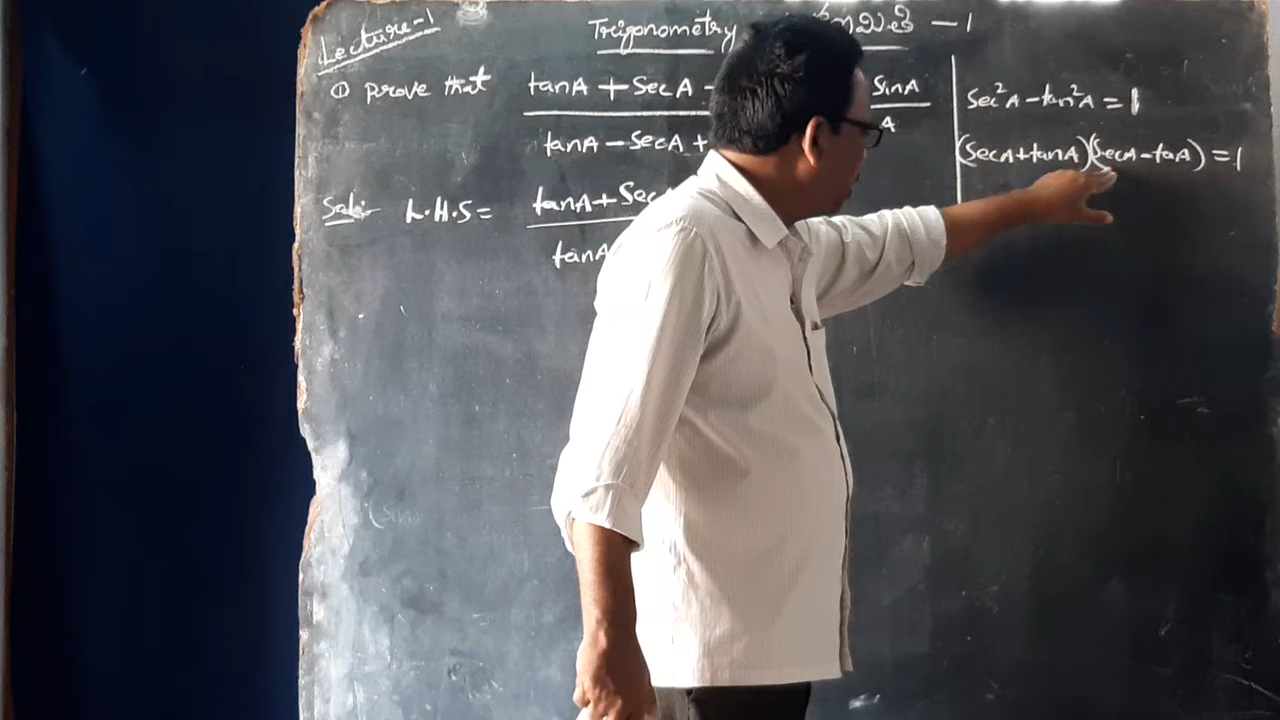 Lecture-1
Trigonometry - 1
① prove that tanA + SecA - SinA
tanA - SecA + A
Sol:- L.H.S = tanA + Sec
tanA
Sec²A - tan²A = 1
(SecA+tanA)(SecA-taA) = 1